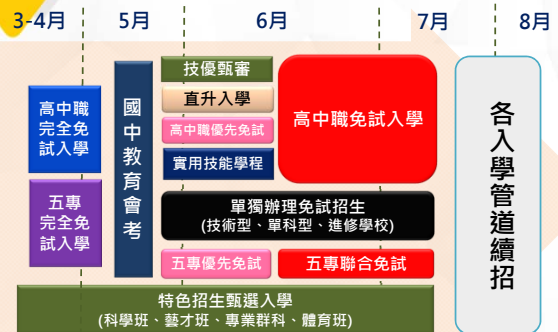 3-4月
5月
6月
7月
8月
高中職
完全免
試入學
五專
完全免
試入學
國中教育會考
技優甄審
直升入學
高中職優先免試
實用技能學程
高中職免試入學
單獨辦理免試招生
(技術型、單科型、進修學校)
五專優先免試
五專聯合免試
特色招生甄選入學
(科學班、藝才班、專業群科、體育班)
各入學管道續招